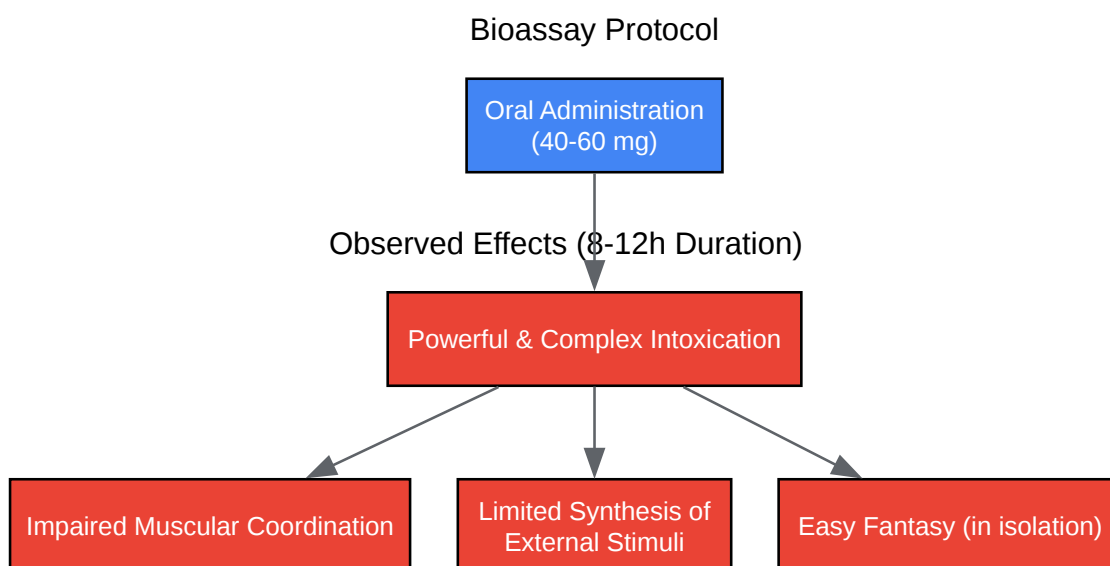 Bioassay Protocol
Oral Administration
(40-60 mg)
Observed Effects (8-12h Duration)
Powerful & Complex Intoxication
Impaired Muscular Coordination
Limited Synthesis of
External Stimuli
Easy Fantasy (in isolation)